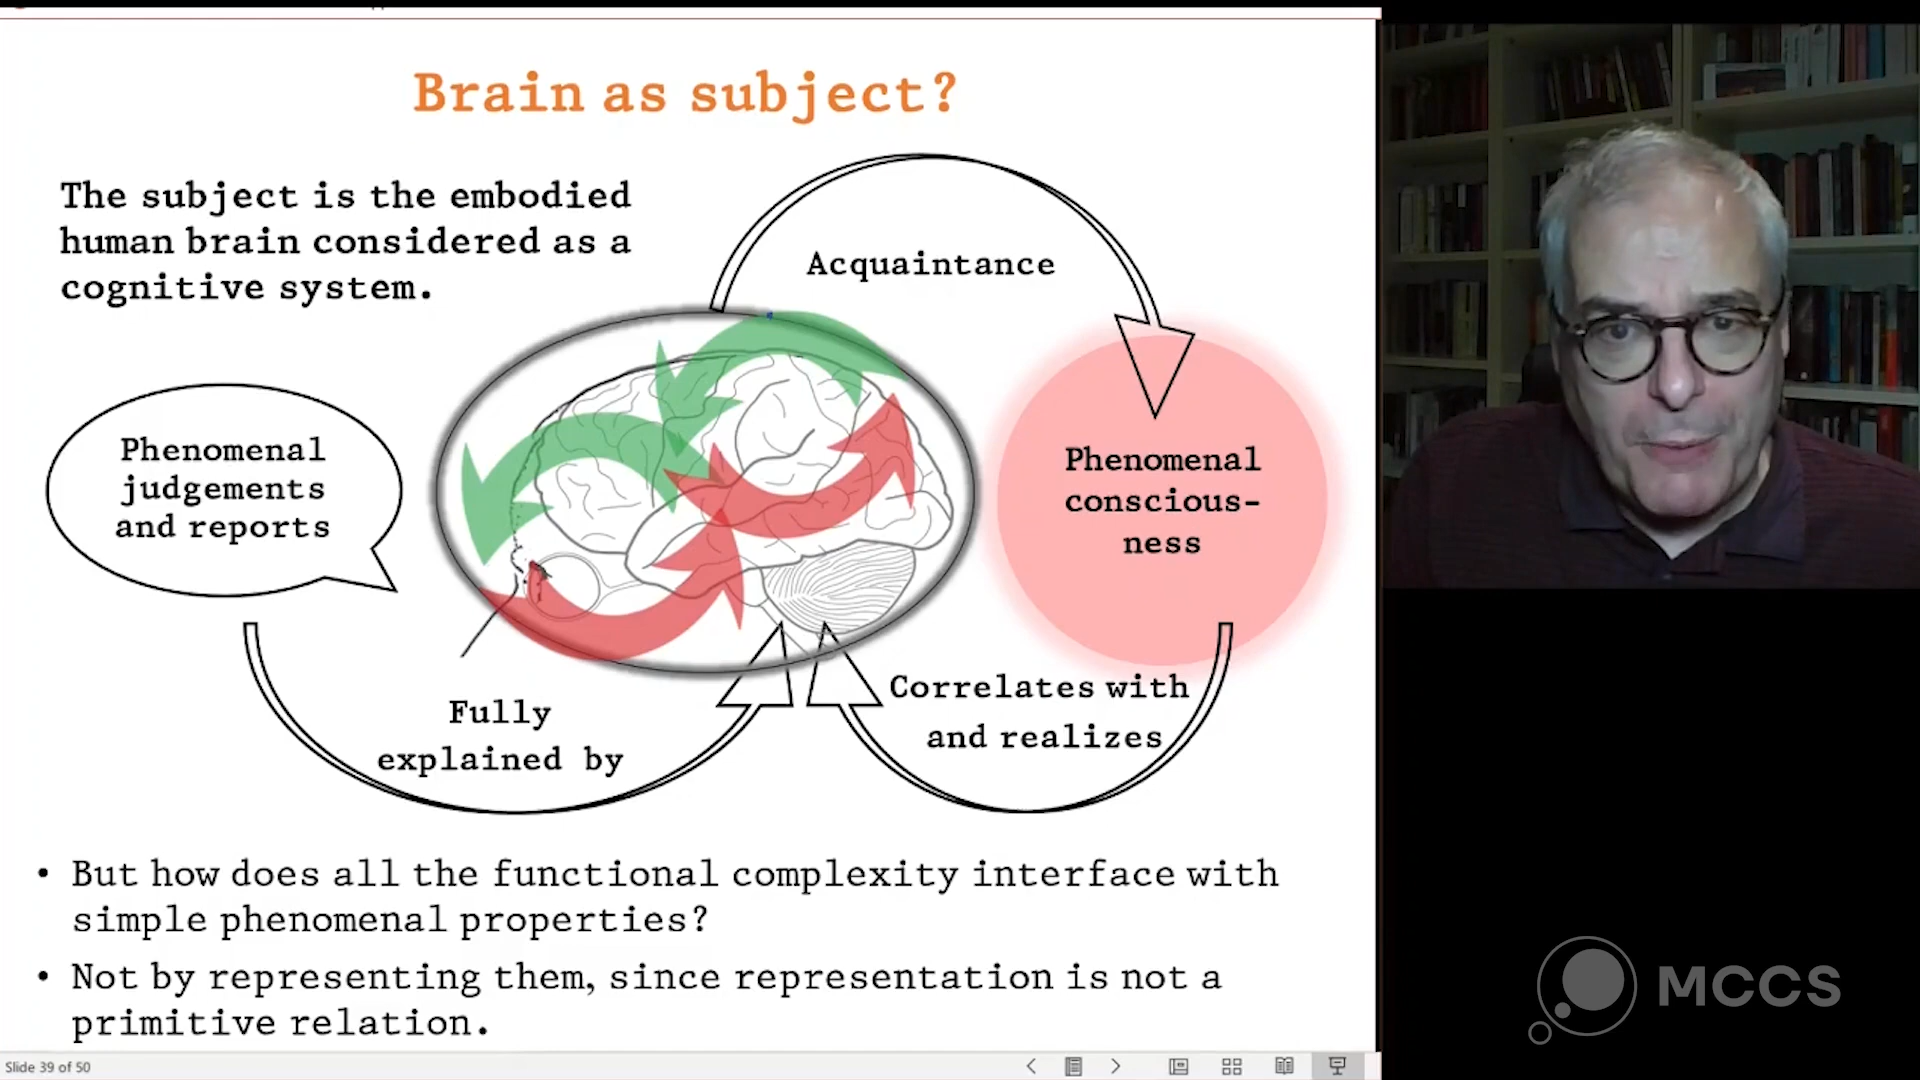 Brain as subject?
The subject is the embodied
human brain considered as a
cognitive system.
Acquaintance
Phenomenal
judgements
and reports
Phenomenal
conscious-
ness
Fully
explained by
Correlates with
and realizes
• But how does all the functional complexity interface with
simple phenomenal properties?
• Not by representing them, since representation is not a
primitive relation.
Slide 39 of 50
MCCS